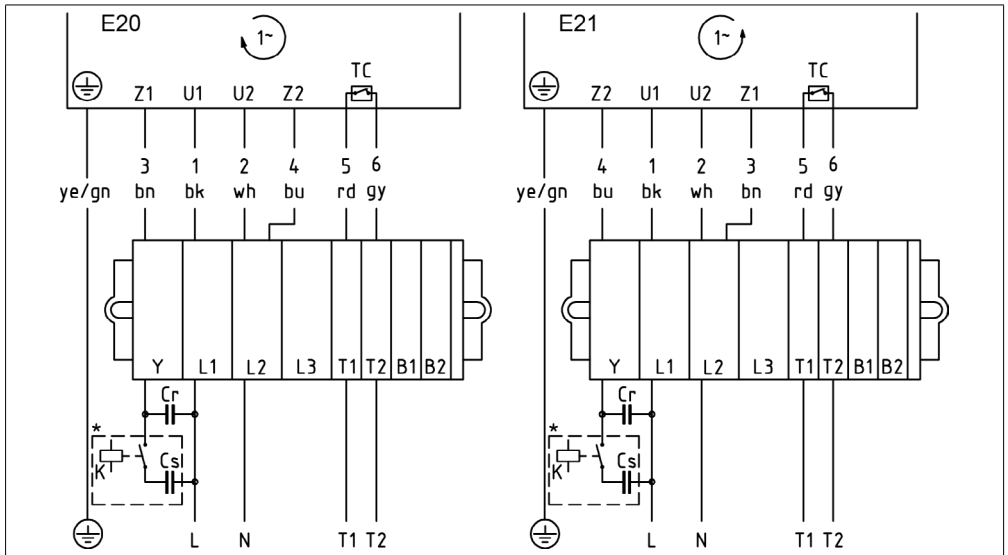 E20
1~
TC
Z1 U1 U2 Z2
3 1 2 4 5 6
ye/gn bn bk wh bu rd gy
Y L1 L2 L3 T1 T2 B1 B2
Cr
*
K Cs
L N T1 T2
E21
1~
TC
Z2 U1 U2 Z1
4 1 2 3 5 6
ye/gn bu bk wh bn rd gy
Y L1 L2 L3 T1 T2 B1 B2
Cr
*
K Cs
L N T1 T2